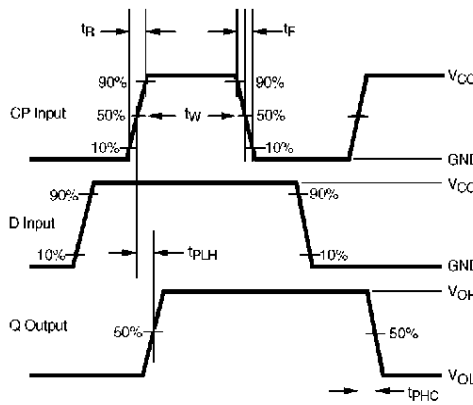 tR tF
90% 90% VCC
CP Input 50% tW 50%
10% 10% GND
VCC
90% 90%
D Input
10% tPLH 10%
GND
VOH
Q Output 50% 50%
VOL
tPHC